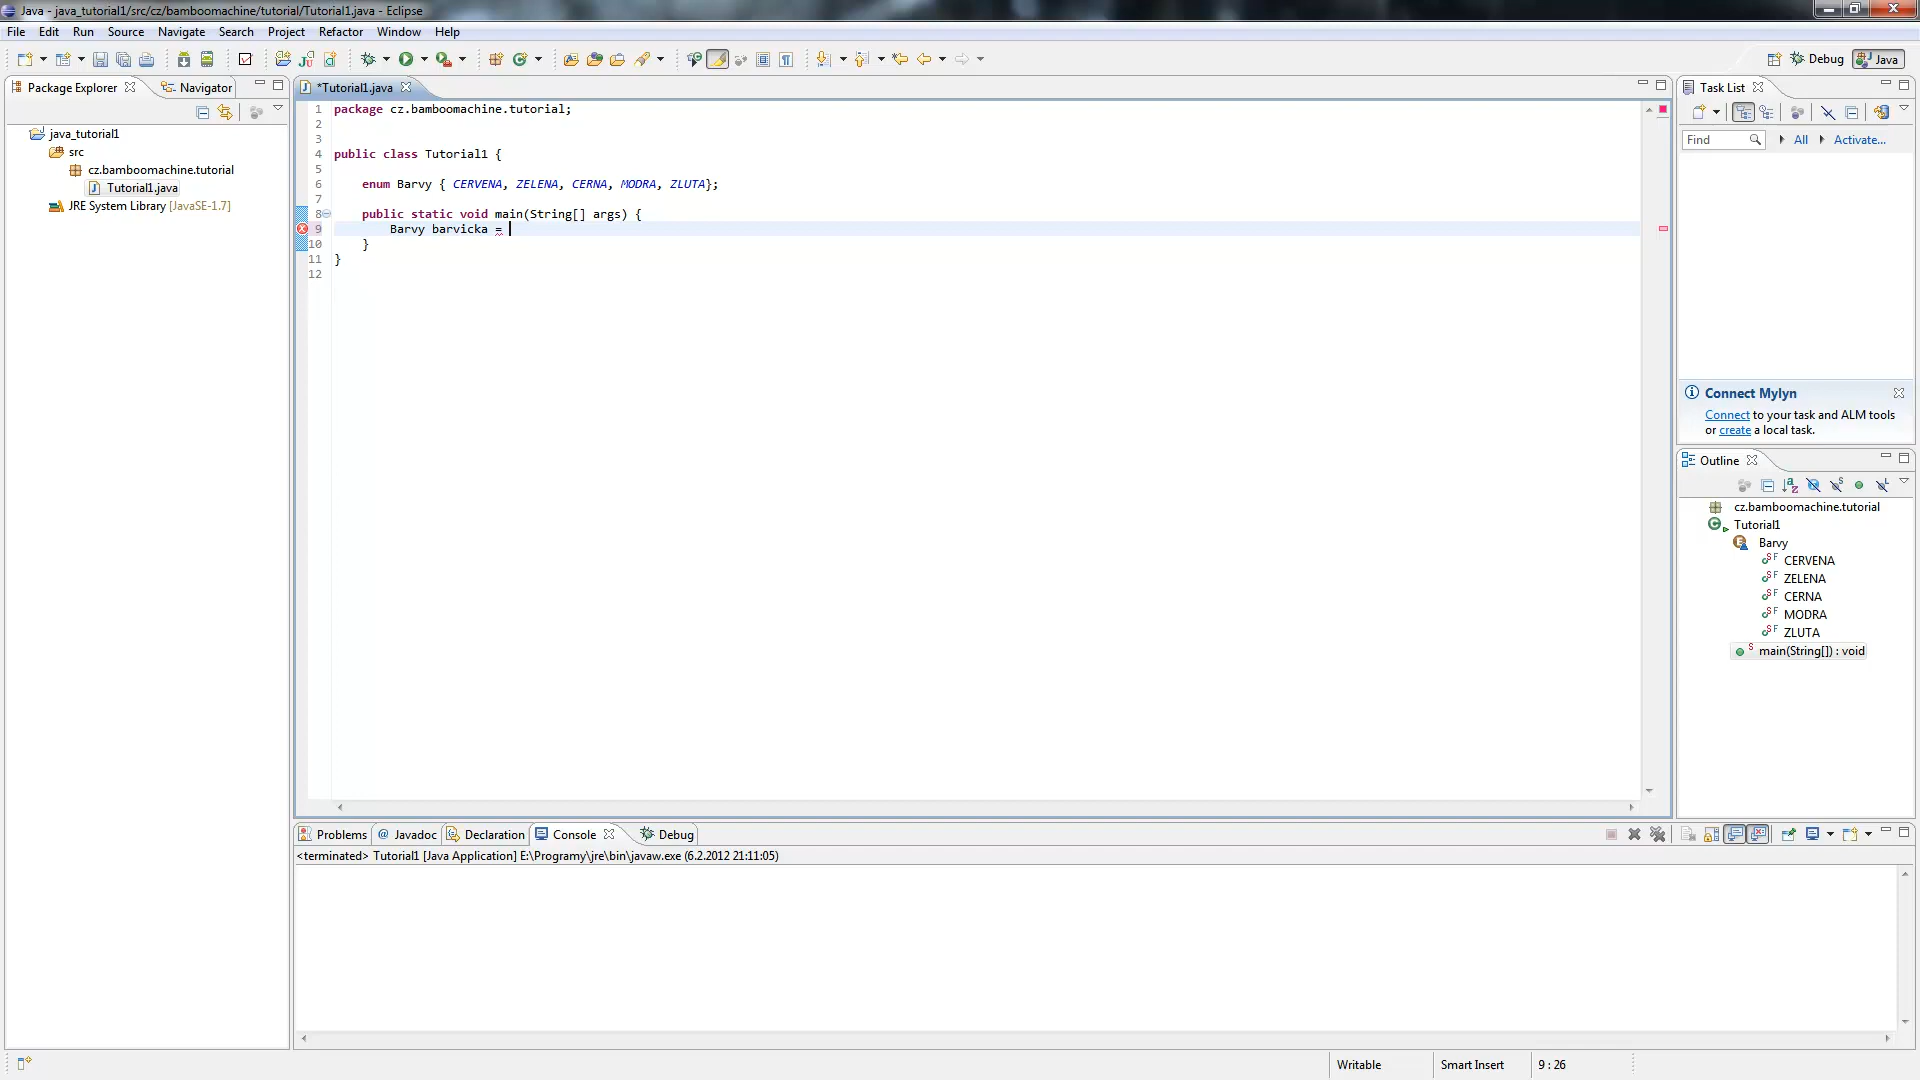 Java - java_tutorial1/src/cz/bamboomachine/tutorial/Tutorial1.java - Eclipse
File Edit Run Source Navigate Search Project Refactor Window Help
Debug Java
Package Explorer Navigator
java_tutorial1
src
cz.bamboomachine.tutorial
Tutorial1.java
JRE System Library [JavaSE-1.7]
*Tutorial1.java
1 package cz.bamboomachine.tutorial;
2
3
4 public class Tutorial1 {
5
6 enum Barvy { CERVENA, ZELENA, CERNA, MODRA, ZLUTA};
7
8 public static void main(String[] args) {
9 Barvy barvicka =
10 }
11 }
12
Task List
Find All Activate...
Connect Mylyn
Connect to your task and ALM tools
or create a local task.
Outline
cz.bamboomachine.tutorial
Tutorial1
Barvy
CERVENA
ZELENA
CERNA
MODRA
ZLUTA
main(String[]) : void
Problems Javadoc Declaration Console Debug
<terminated> Tutorial1 [Java Application] E:\Programy\jre\bin\javaw.exe (6.2.2012 21:11:05)
Writable Smart Insert 9 : 26